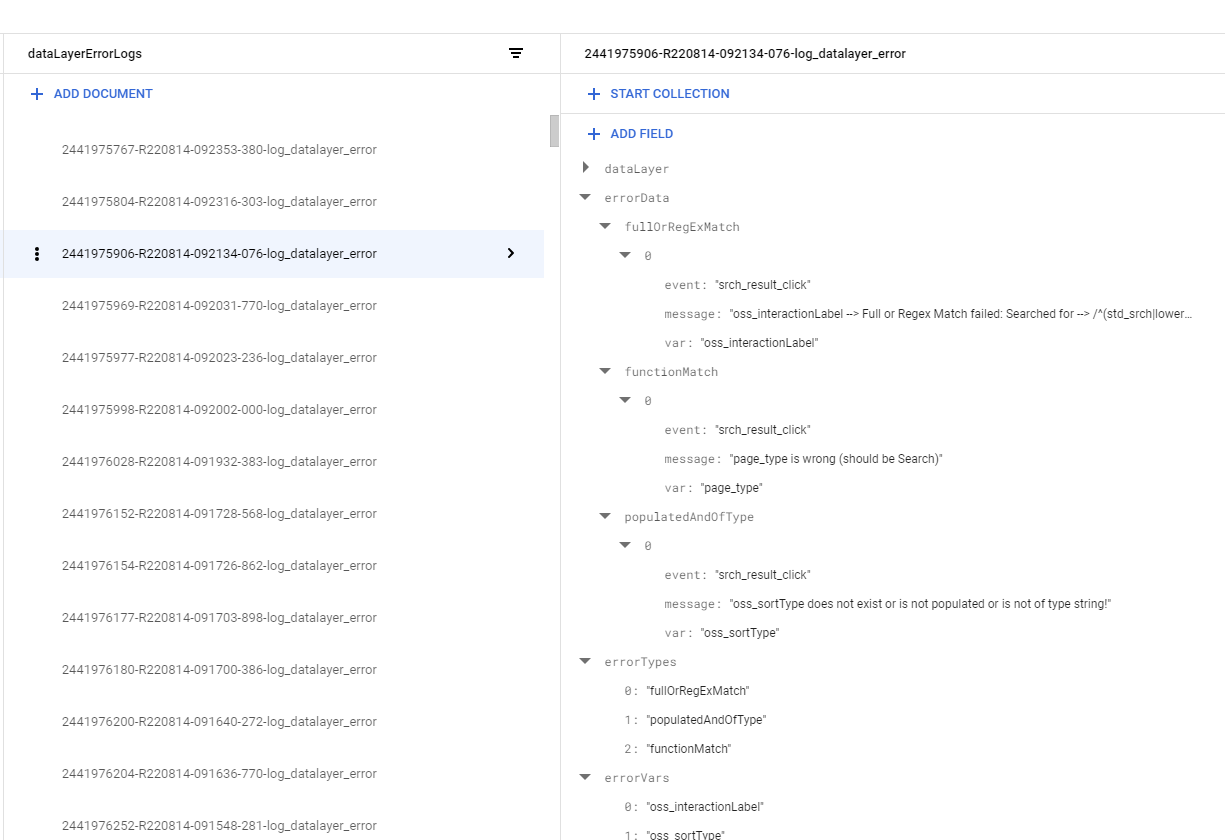 dataLayerErrorLogs
ADD DOCUMENT
2441975767-R220814-092353-380-log_datalayer_error
2441975804-R220814-092316-303-log_datalayer_error
2441975906-R220814-092134-076-log_datalayer_error
2441975969-R220814-092031-770-log_datalayer_error
2441975977-R220814-092023-236-log_datalayer_error
2441975998-R220814-092002-000-log_datalayer_error
2441976028-R220814-091932-383-log_datalayer_error
2441976152-R220814-091728-568-log_datalayer_error
2441976154-R220814-091726-862-log_datalayer_error
2441976177-R220814-091703-898-log_datalayer_error
2441976180-R220814-091700-386-log_datalayer_error
2441976200-R220814-091640-272-log_datalayer_error
2441976204-R220814-091636-770-log_datalayer_error
2441976252-R220814-091548-281-log_datalayer_error
2441975906-R220814-092134-076-log_datalayer_error
START COLLECTION
ADD FIELD
dataLayer
errorData
fullOrRegExMatch
0
event: "srch_result_click"
message: "oss_interactionLabel --> Full or Regex Match failed: Searched for --> /^(std_srch|lower...
var: "oss_interactionLabel"
functionMatch
0
event: "srch_result_click"
message: "page_type is wrong (should be Search)"
var: "page_type"
populatedAndOfType
0
event: "srch_result_click"
message: "oss_sortType does not exist or is not populated or is not of type string!"
var: "oss_sortType"
errorTypes
0: "fullOrRegExMatch"
1: "populatedAndOfType"
2: "functionMatch"
errorVars
0: "oss_interactionLabel"
1: "oss_sortType"